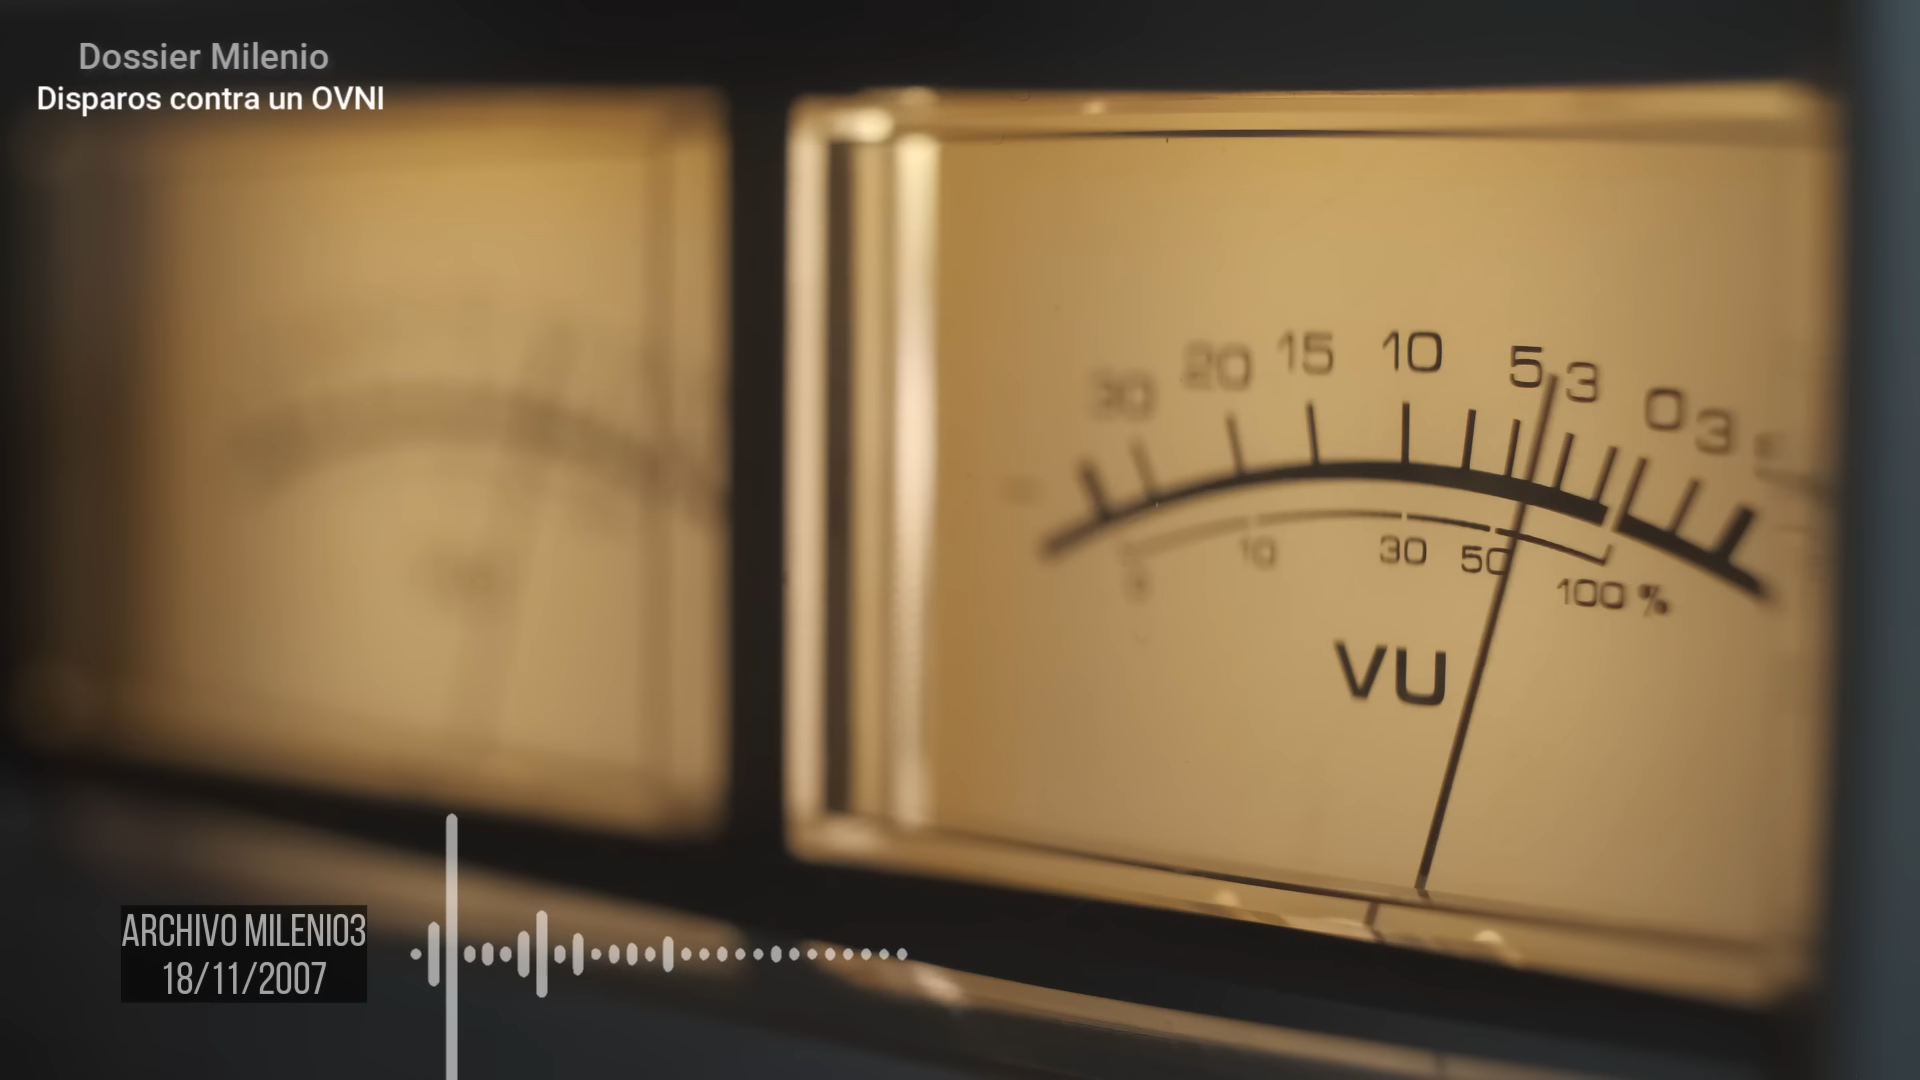 Dossier Milenio
Disparos contra un OVNI
20 15 10 5 3 0 3
10 30 50 100 %
VU
ARCHIVO MILENIO3
18/11/2007